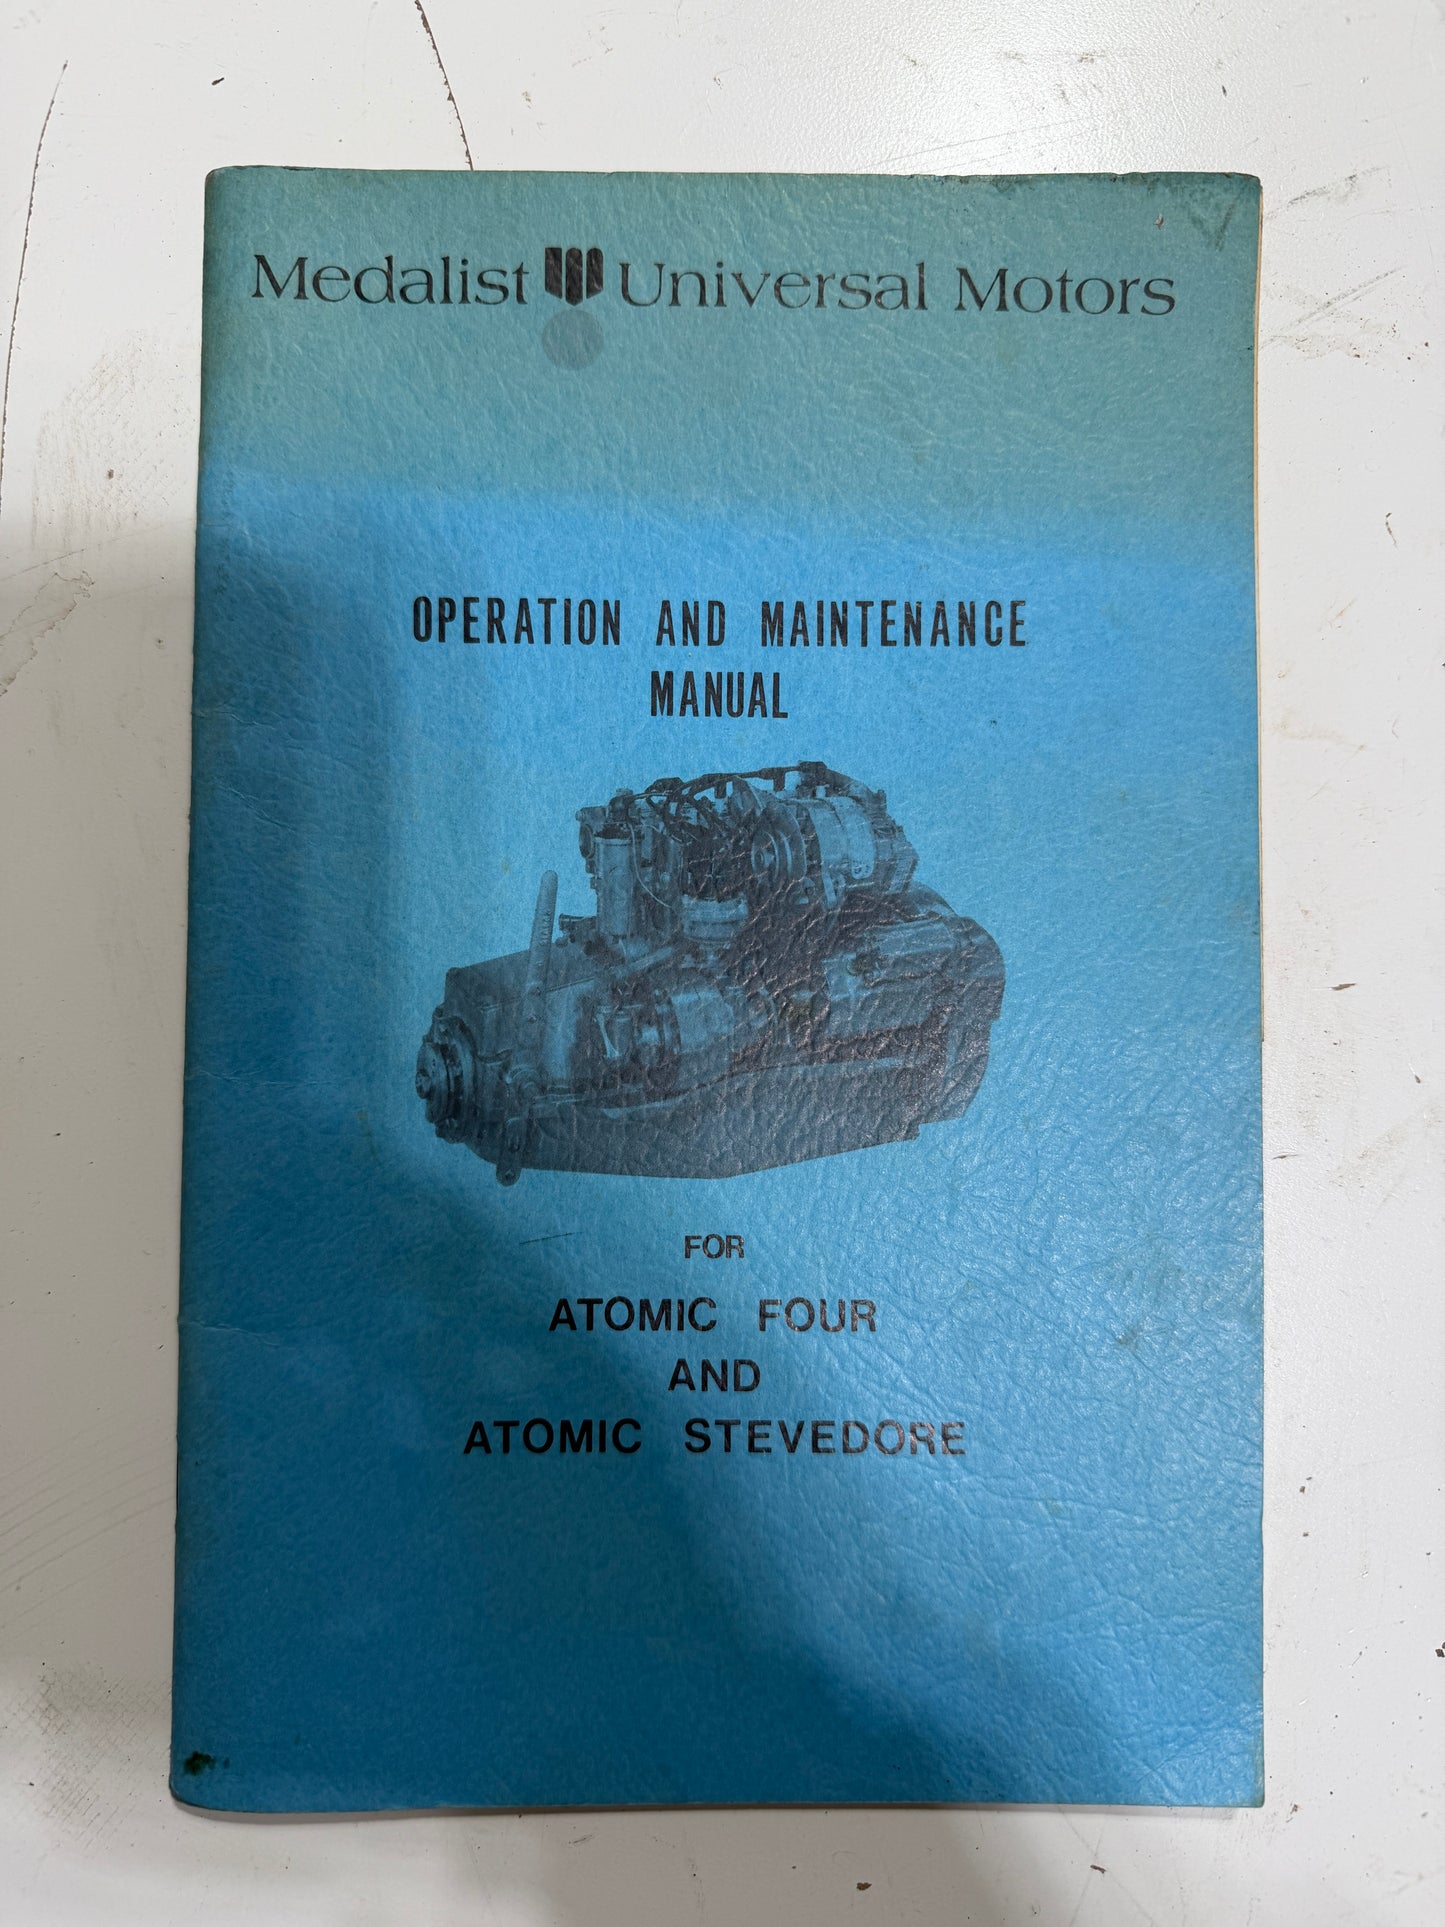 Medalist Universal Motors
OPERATION AND MAINTENANCE
MANUAL
FOR
ATOMIC FOUR
AND
ATOMIC STEVEDORE